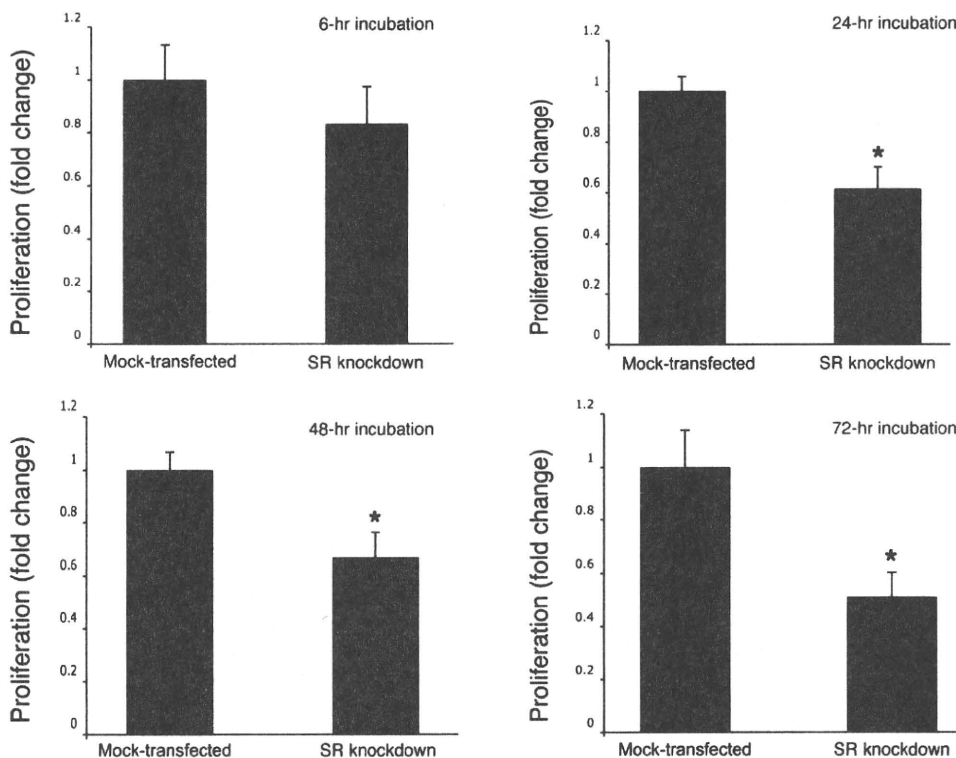 6-hr incubation
Proliferation (fold change)
1.2
1
0.8
0.6
0.4
0.2
0
Mock-transfected SR knockdown
24-hr incubation
Proliferation (fold change)
1.2
1
0.8
0.6
0.4
0.2
0
*
Mock-transfected SR knockdown
48-hr incubation
Proliferation (fold change)
1.2
1
0.8
0.6
0.4
0.2
0
*
Mock-transfected SR knockdown
72-hr incubation
Proliferation (fold change)
1.2
1
0.8
0.6
0.4
0.2
0
*
Mock-transfected SR knockdown